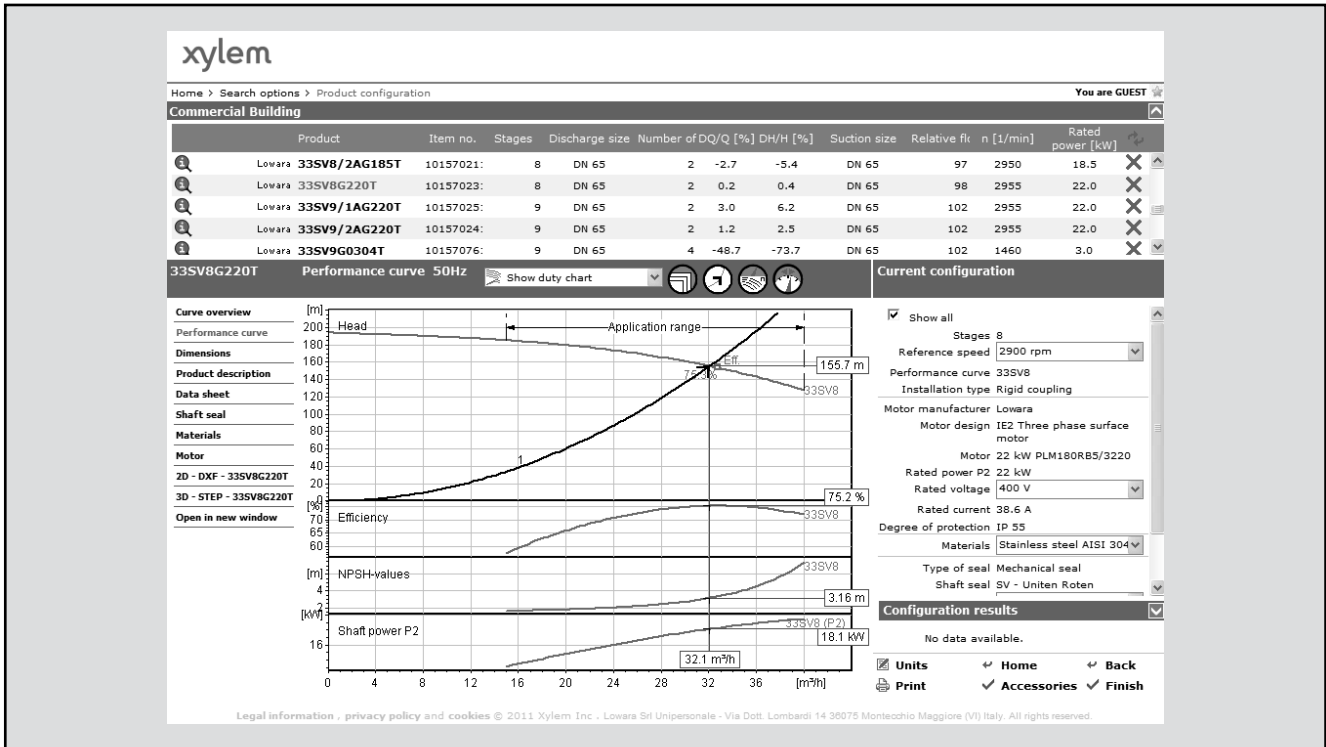 xylem
Home > Search options > Product configuration You are GUEST
Commercial Building
Product Item no. Stages Discharge size Number of DQ/Q [%] DH/H [%] Suction size Relative flc n [1/min] Rated power [kW]
Lowara 33SV8/2AG185T 10157021: 8 DN 65 2 -2.7 -5.4 DN 65 97 2950 18.5
Lowara 33SV8G220T 10157023: 8 DN 65 2 0.2 0.4 DN 65 98 2955 22.0
Lowara 33SV9/1AG220T 10157025: 9 DN 65 2 3.0 6.2 DN 65 102 2955 22.0
Lowara 33SV9/2AG220T 10157024: 9 DN 65 2 1.2 2.5 DN 65 102 2955 22.0
Lowara 33SV9G0304T 10157076: 9 DN 65 4 -48.7 -73.7 DN 65 102 1460 3.0
33SV8G220T Performance curve 50Hz Show duty chart Current configuration
Curve overview
Performance curve
Dimensions
Product description
Data sheet
Shaft seal
Materials
Motor
2D - DXF - 33SV8G220T
3D - STEP - 33SV8G220T
Open in new window
[m]
200 Head Application range
180
160 Eff. 155.7 m
140 75.3%
120 33SV8
100
80
60
40 1
20
0
[%] 75.2 %
70 Efficiency 33SV8
65
60
[m] NPSH-values 33SV8
4
2 3.16 m
[kW] 33SV8 (P2)
Shaft power P2 18.1 kW
16
32.1 m³/h
0 4 8 12 16 20 24 28 32 36 [m³/h]
Show all
Stages 8
Reference speed 2900 rpm
Performance curve 33SV8
Installation type Rigid coupling
Motor manufacturer Lowara
Motor design IE2 Three phase surface
motor
Motor 22 kW PLM180RB5/3220
Rated power P2 22 kW
Rated voltage 400 V
Rated current 38.6 A
Degree of protection IP 55
Materials Stainless steel AISI 304
Type of seal Mechanical seal
Shaft seal SV - Uniten Roten
Configuration results
No data available.
Units Home Back
Print Accessories Finish
Legal information , privacy policy and cookies © 2011 Xylem Inc . Lowara Srl Unipersonale - Via Dott. Lombardi 14 36075 Montecchio Maggiore (VI) Italy. All rights reserved.